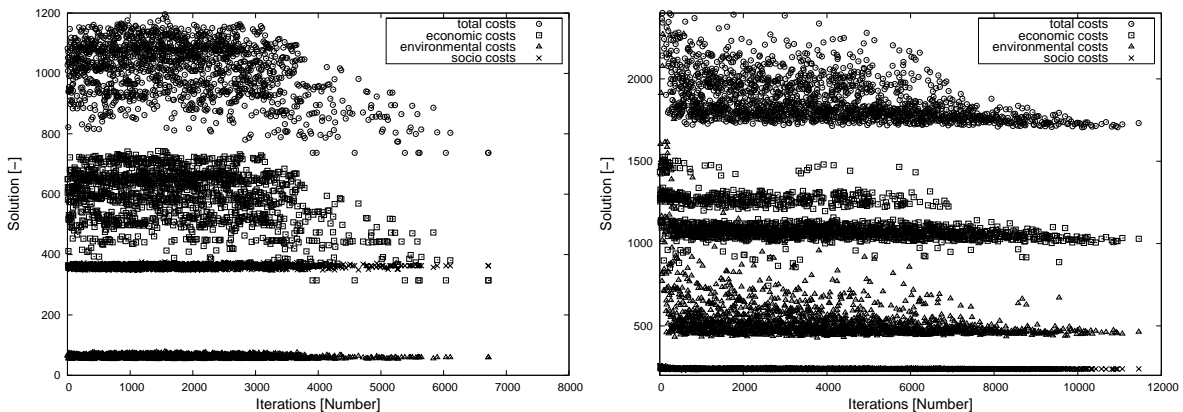 1200
1000
800
600
400
200
0
Solution [−]
0 1000 2000 3000 4000 5000 6000 7000 8000
Iterations [Number]
total costs
economic costs
environmental costs
socio costs
2000
1500
1000
500
Solution [−]
0 2000 4000 6000 8000 10000 12000
Iterations [Number]
total costs
economic costs
environmental costs
socio costs